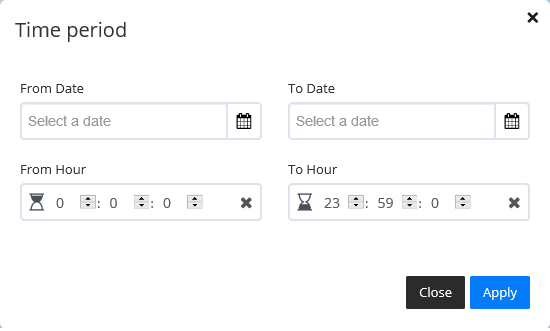 Time period
From Date
To Date
Select a date
Select a date
From Hour
To Hour
0 : 0 : 0
23 : 59 : 0
Close
Apply